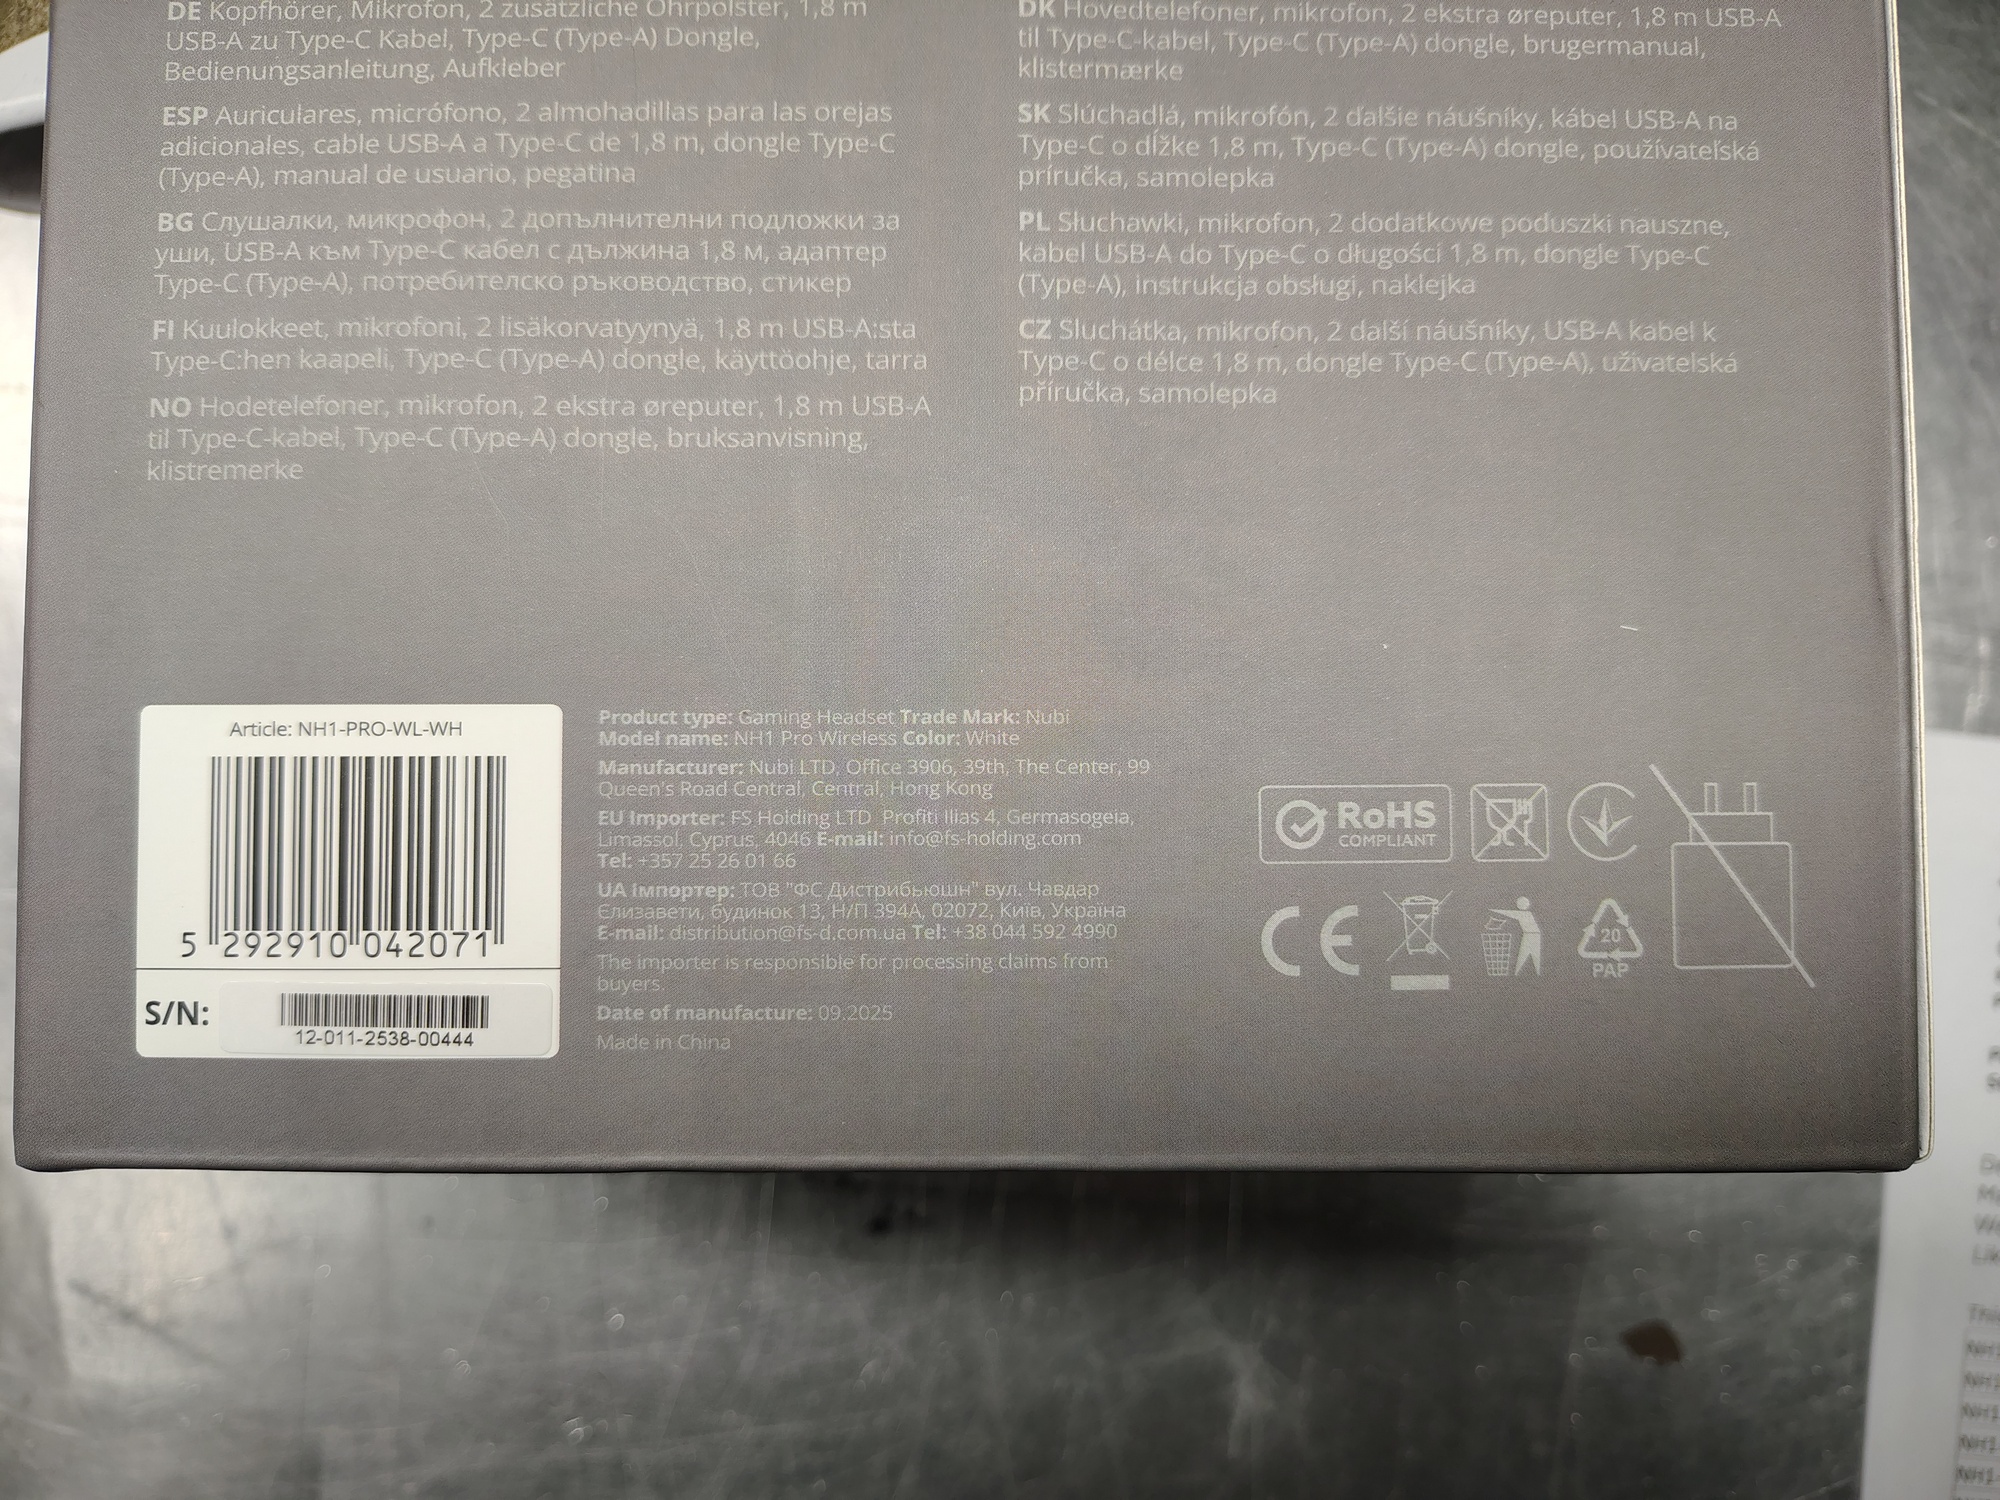 DE Kopfhörer, Mikrofon, 2 zusätzliche Ohrpolster, 1,8 m
USB-A zu Type-C Kabel, Type-C (Type-A) Dongle,
Bedienungsanleitung, Aufkleber
ESP Auriculares, micrófono, 2 almohadillas para las orejas
adicionales, cable USB-A a Type-C de 1,8 m, dongle Type-C
(Type-A), manual de usuario, pegatina
BG Слушалки, микрофон, 2 допълнителни подложки за
уши, USB-A към Type-C кабел с дължина 1,8 м, адаптер
Type-C (Type-A), потребителско ръководство, стикер
FI Kuulokkeet, mikrofoni, 2 lisäkorvatyynyä, 1,8 m USB-A:sta
Type-C:hen kaapeli, Type-C (Type-A) dongle, käyttöohje, tarra
NO Hodetelefoner, mikrofon, 2 ekstra øreputer, 1,8 m USB-A
til Type-C-kabel, Type-C (Type-A) dongle, bruksanvisning,
klistremerke
DK Hovedtelefoner, mikrofon, 2 ekstra øreputer, 1,8 m USB-A
til Type-C-kabel, Type-C (Type-A) dongle, brugermanual,
klistermærke
SK Slúchadlá, mikrofón, 2 ďalšie náušníky, kábel USB-A na
Type-C o dĺžke 1,8 m, Type-C (Type-A) dongle, používateľská
príručka, samolepka
PL Słuchawki, mikrofon, 2 dodatkowe poduszki nauszne,
kabel USB-A do Type-C o długości 1,8 m, dongle Type-C
(Type-A), instrukcja obsługi, naklejka
CZ Sluchátka, mikrofon, 2 další náušníky, USB-A kabel k
Type-C o délce 1,8 m, dongle Type-C (Type-A), uživatelská
příručka, samolepka
Article: NH1-PRO-WL-WH
5 292910 042071
S/N:
12-011-2538-00444
Product type: Gaming Headset Trade Mark: Nubi
Model name: NH1 Pro Wireless Color: White
Manufacturer: Nubi LTD, Office 3906, 39th, The Center, 99
Queen's Road Central, Central, Hong Kong
EU Importer: FS Holding LTD Profiti Ilias 4, Germasogeia,
Limassol, Cyprus, 4046 E-mail: info@fs-holding.com
Tel: +357 25 26 01 66
UA Імпортер: ТОВ "ФС Дистрибьюшн" вул. Чавдар
Єлизавети, будинок 13, Н/П 394А, 02072, Київ, Україна
E-mail: distribution@fs-d.com.ua Tel: +38 044 592 4990
The importer is responsible for processing claims from
buyers.
Date of manufacture: 09.2025
Made in China
RoHS
COMPLIANT
CE
20
PAP